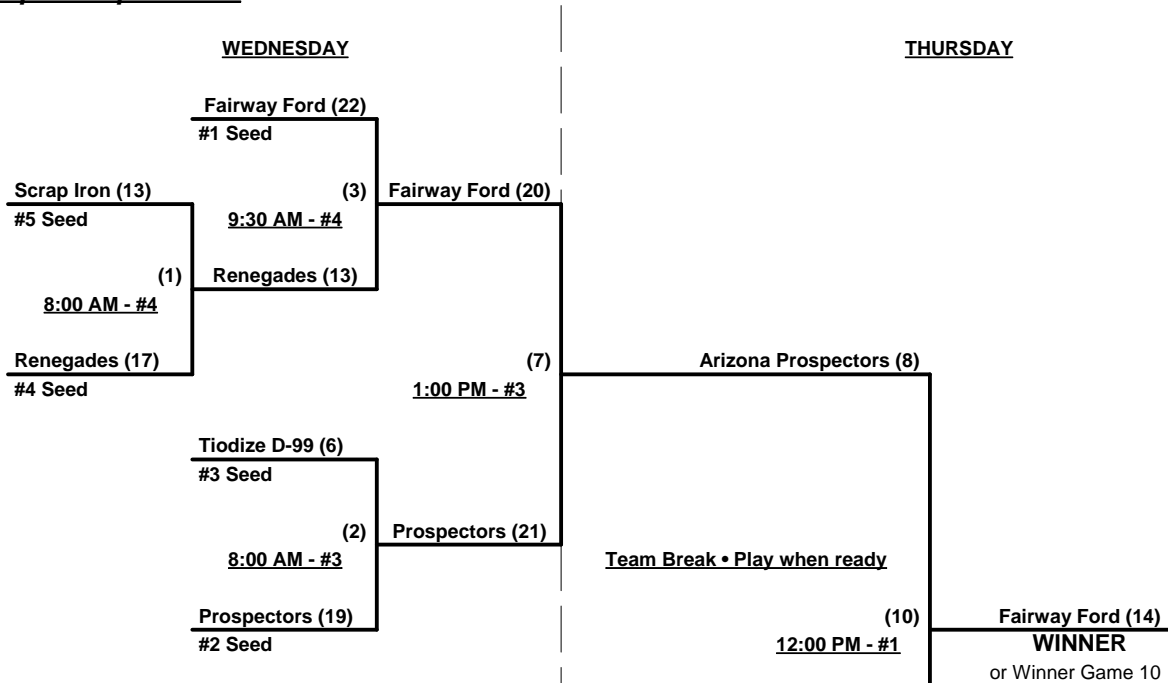 WEDNESDAY
THURSDAY
Fairway Ford (22)
#1 Seed
Scrap Iron (13)
(3)
Fairway Ford (20)
#5 Seed
9:30 AM - #4
(1)
Renegades (13)
8:00 AM - #4
Renegades (17)
(7)
Arizona Prospectors (8)
#4 Seed
1:00 PM - #3
Tiodize D-99 (6)
#3 Seed
(2)
Prospectors (21)
8:00 AM - #3
Team Break • Play when ready
Prospectors (19)
(10)
Fairway Ford (14)
#2 Seed
12:00 PM - #1
WINNER
or Winner Game 10